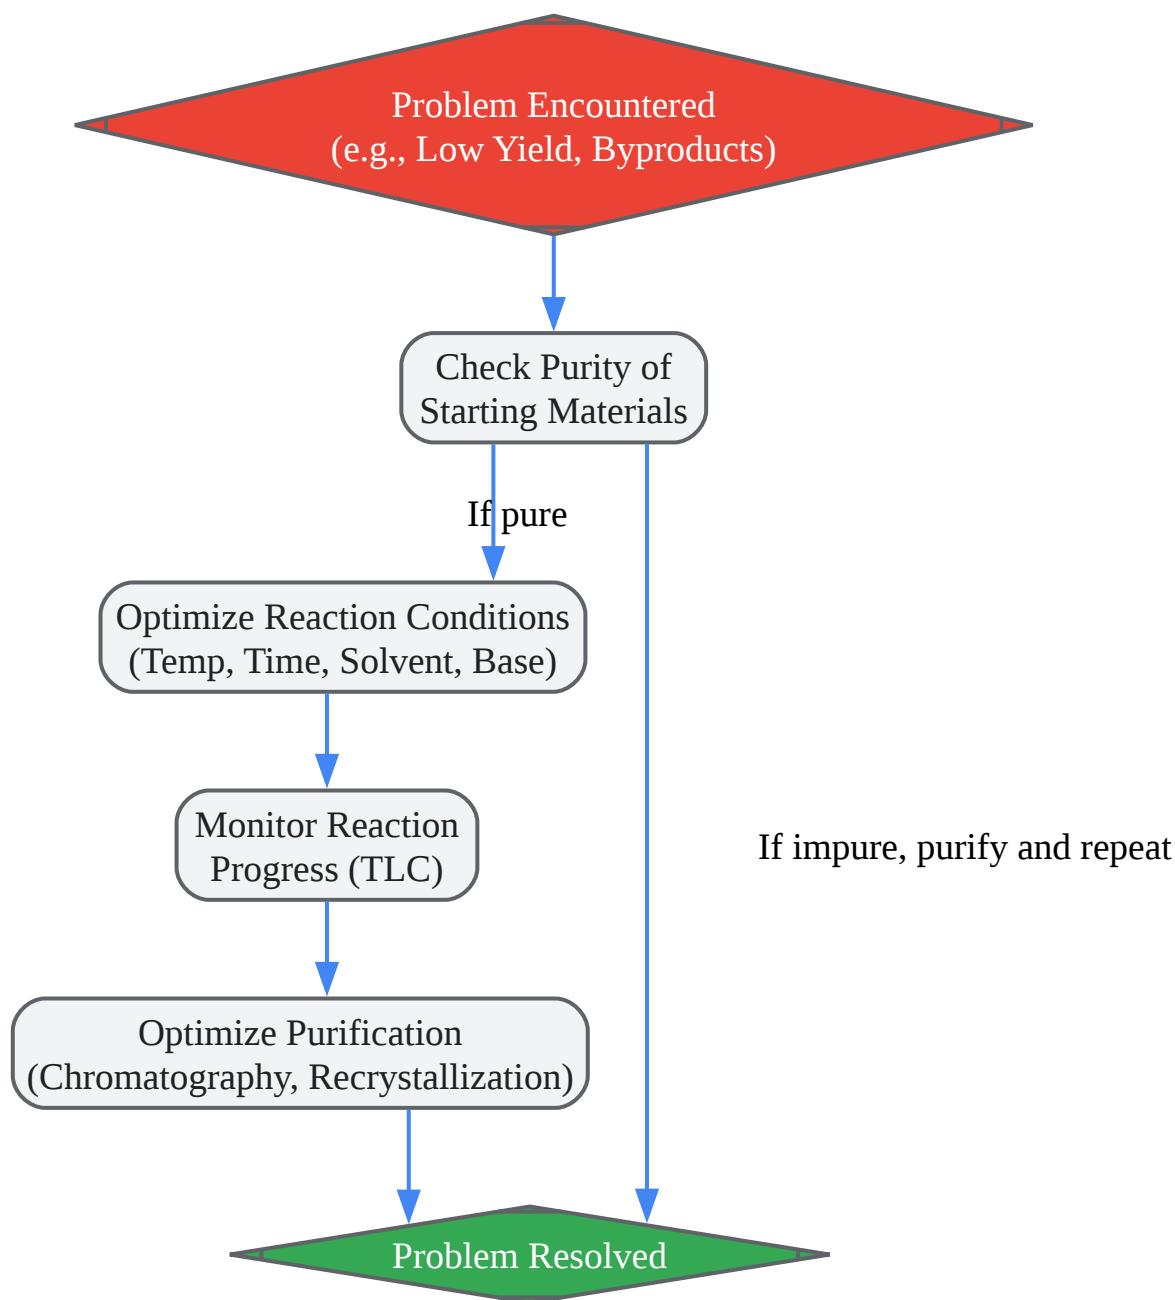 Problem Encountered
(e.g., Low Yield, Byproducts)
Check Purity of
Starting Materials
If pure
Optimize Reaction Conditions
(Temp, Time, Solvent, Base)
Monitor Reaction
Progress (TLC)
If impure, purify and repeat
Optimize Purification
(Chromatography, Recrystallization)
Problem Resolved